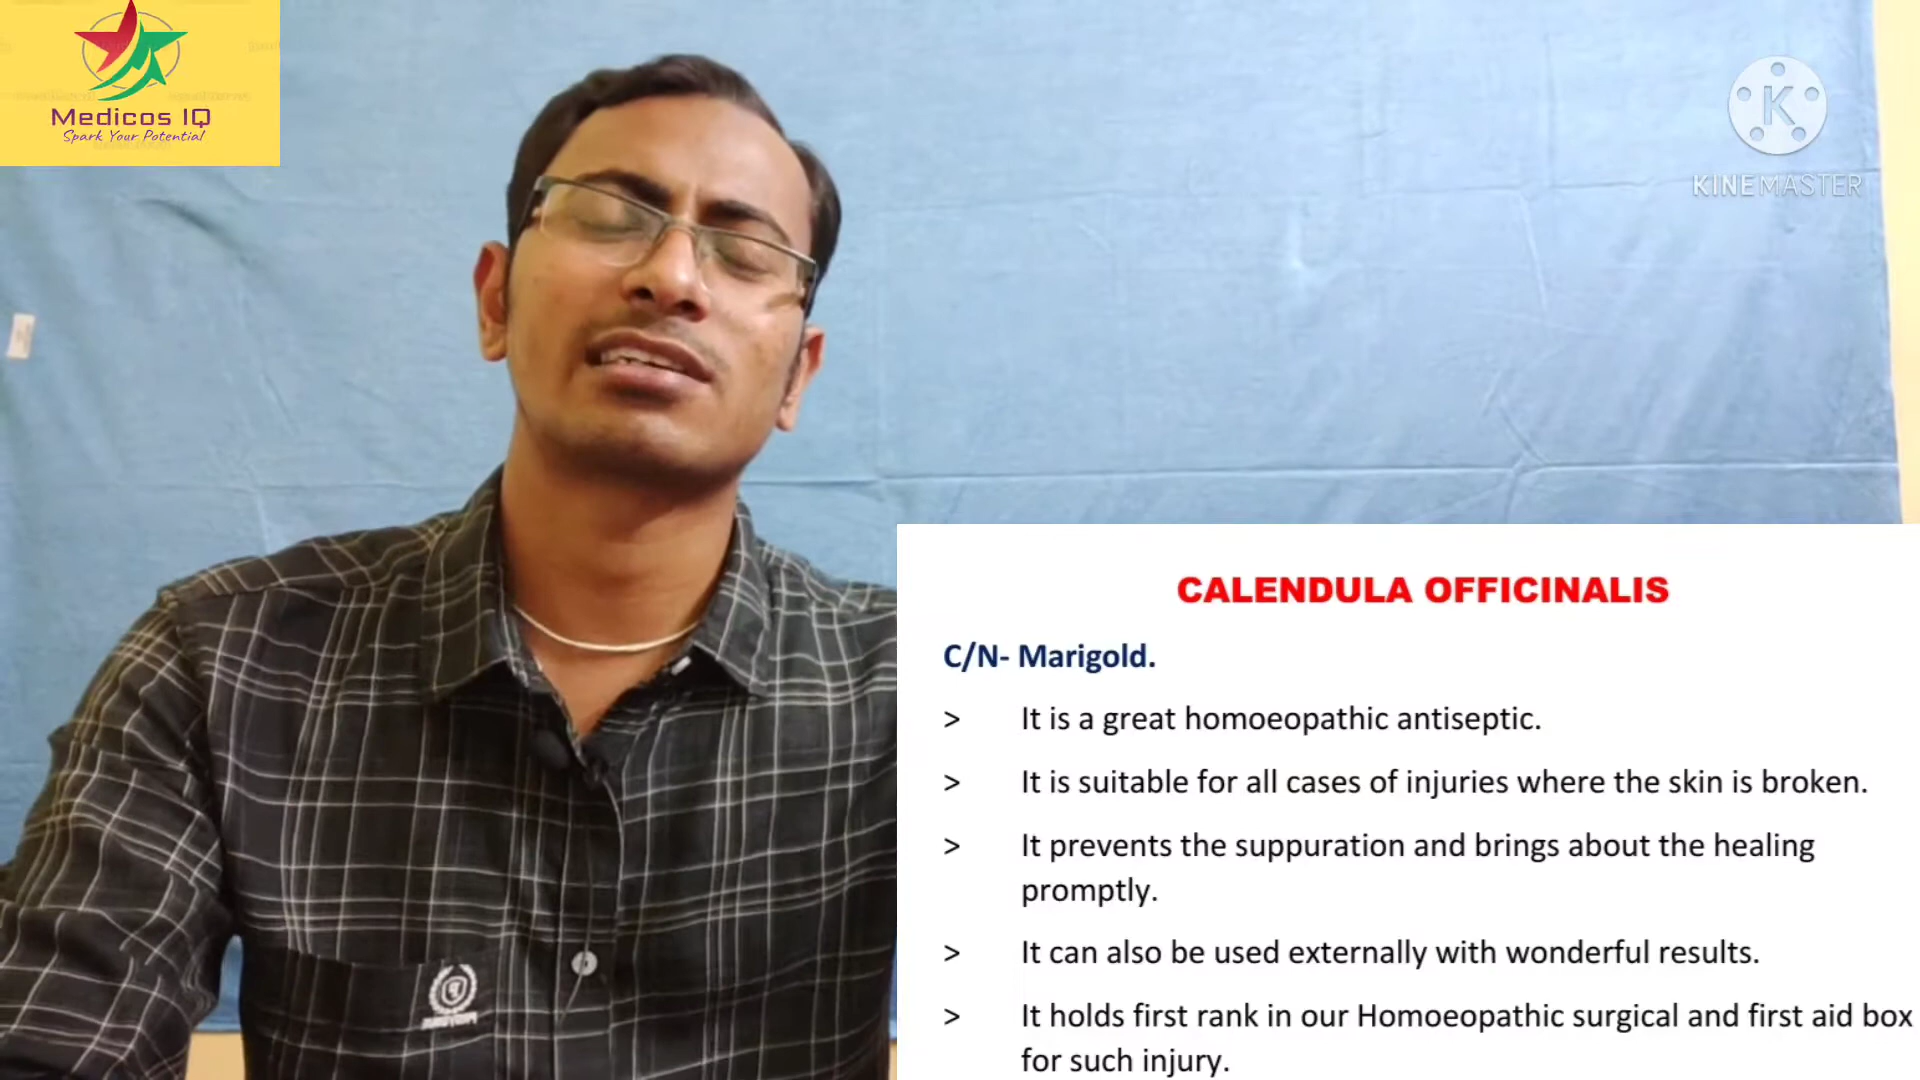 Medicos IQ
Spark Your Potential
K
KINEMASTER
CALENDULA OFFICINALIS
C/N- Marigold.
> It is a great homoeopathic antiseptic.
> It is suitable for all cases of injuries where the skin is broken.
> It prevents the suppuration and brings about the healing
promptly.
> It can also be used externally with wonderful results.
> It holds first rank in our Homoeopathic surgical and first aid box
for such injury.